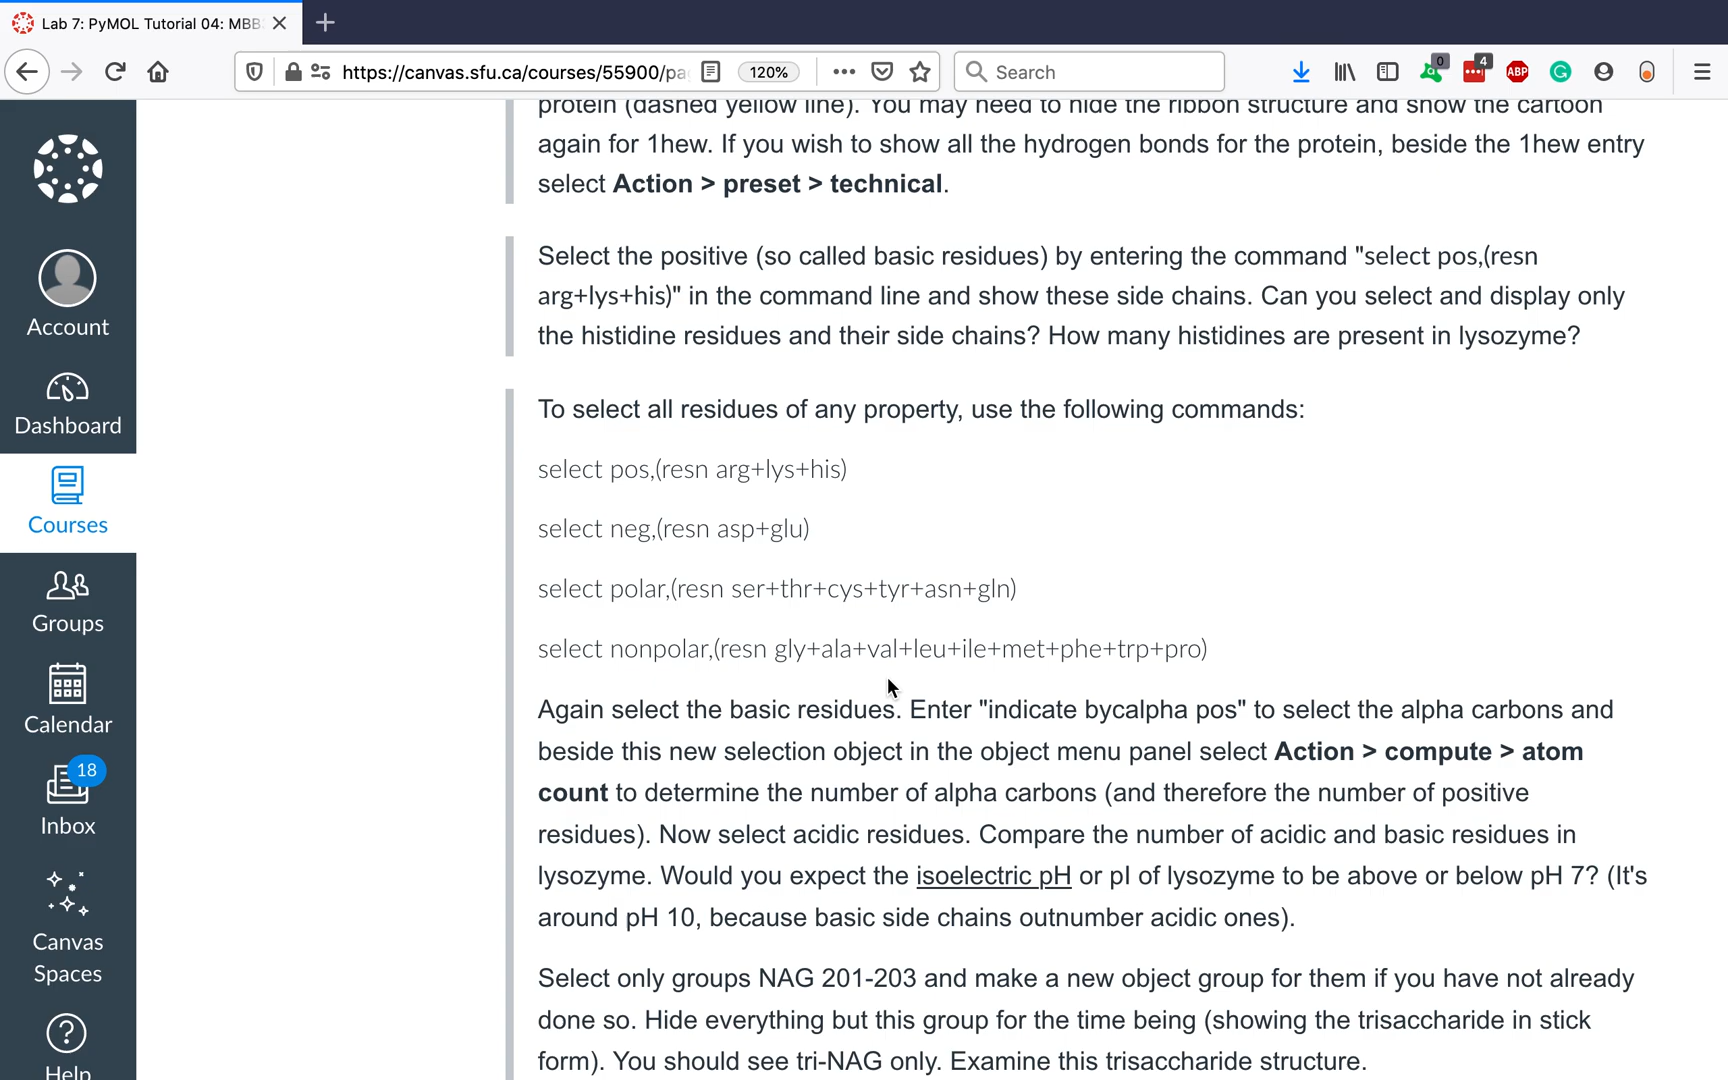 Lab 7: PyMOL Tutorial 04: MBB
https://canvas.sfu.ca/courses/55900/pa
120%
Search
0
4
ABP
protein (dashed yellow line). You may need to hide the ribbon structure and show the cartoon
again for 1hew. If you wish to show all the hydrogen bonds for the protein, beside the 1hew entry
select Action > preset > technical.
Select the positive (so called basic residues) by entering the command "select pos,(resn
arg+lys+his)" in the command line and show these side chains. Can you select and display only
the histidine residues and their side chains? How many histidines are present in lysozyme?
To select all residues of any property, use the following commands:
select pos,(resn arg+lys+his)
select neg,(resn asp+glu)
select polar,(resn ser+thr+cys+tyr+asn+gln)
select nonpolar,(resn gly+ala+val+leu+ile+met+phe+trp+pro)
Again select the basic residues. Enter "indicate bycalpha pos" to select the alpha carbons and
beside this new selection object in the object menu panel select Action > compute > atom
count to determine the number of alpha carbons (and therefore the number of positive
residues). Now select acidic residues. Compare the number of acidic and basic residues in
lysozyme. Would you expect the isoelectric pH or pI of lysozyme to be above or below pH 7? (It's
around pH 10, because basic side chains outnumber acidic ones).
Select only groups NAG 201-203 and make a new object group for them if you have not already
done so. Hide everything but this group for the time being (showing the trisaccharide in stick
form). You should see tri-NAG only. Examine this trisaccharide structure.
Account
Dashboard
Courses
Groups
Calendar
18
Inbox
Canvas
Spaces
Help